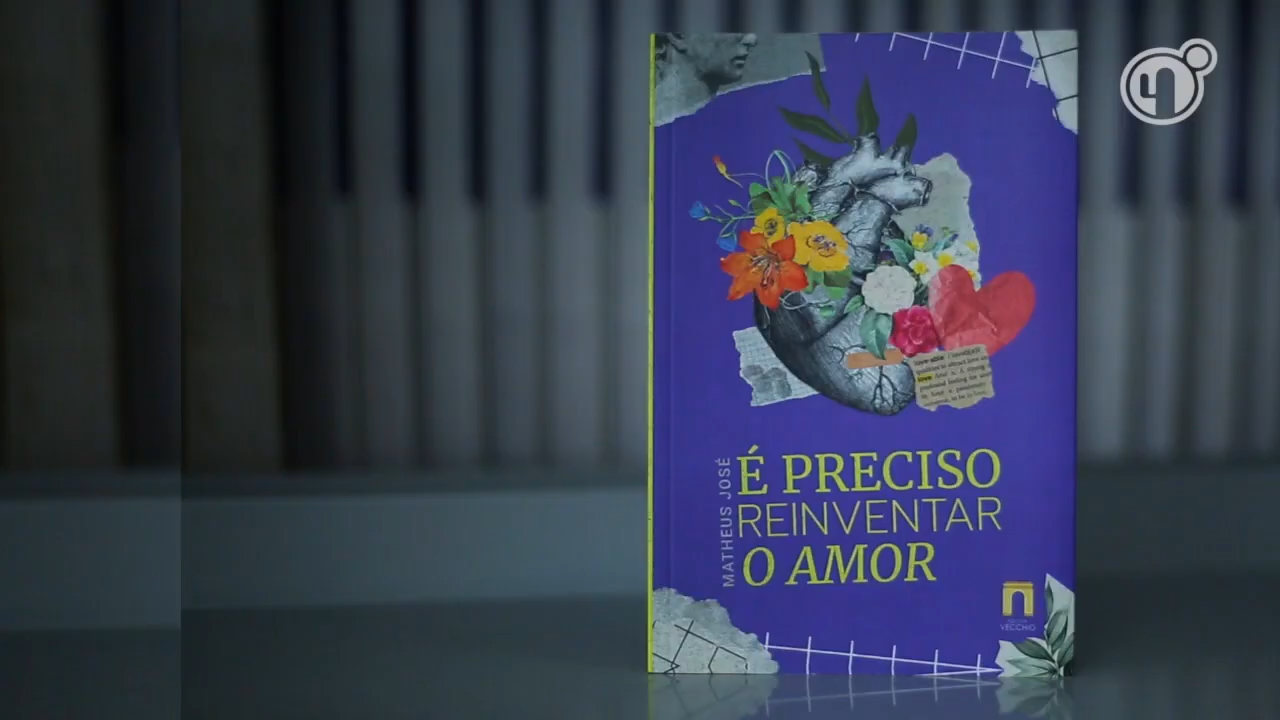 É PRECISO
REINVENTAR
O AMOR
MATHEUS JOSÉ
VECCHIO